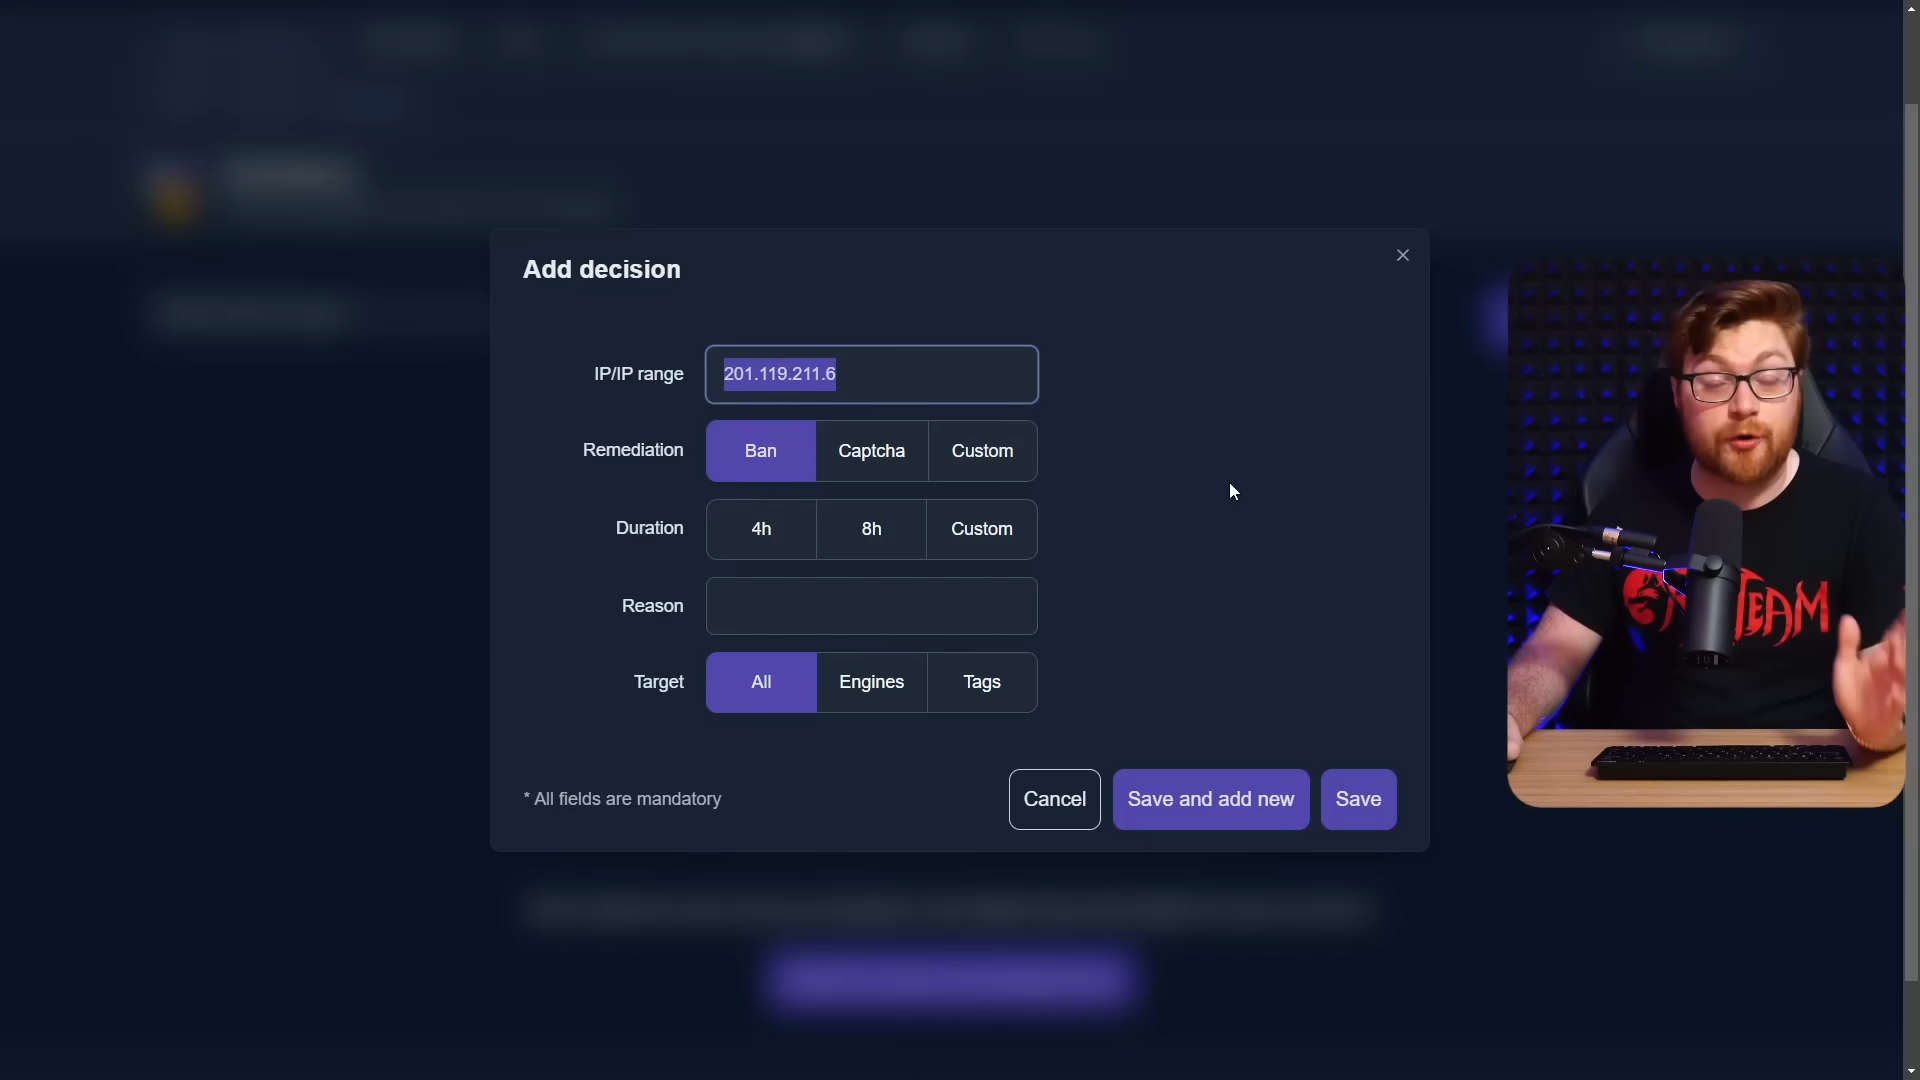 Add decision
IP/IP range 201.119.211.6
Remediation Ban Captcha Custom
Duration 4h 8h Custom
Reason
Target All Engines Tags
* All fields are mandatory Cancel Save and add new Save
TEAM